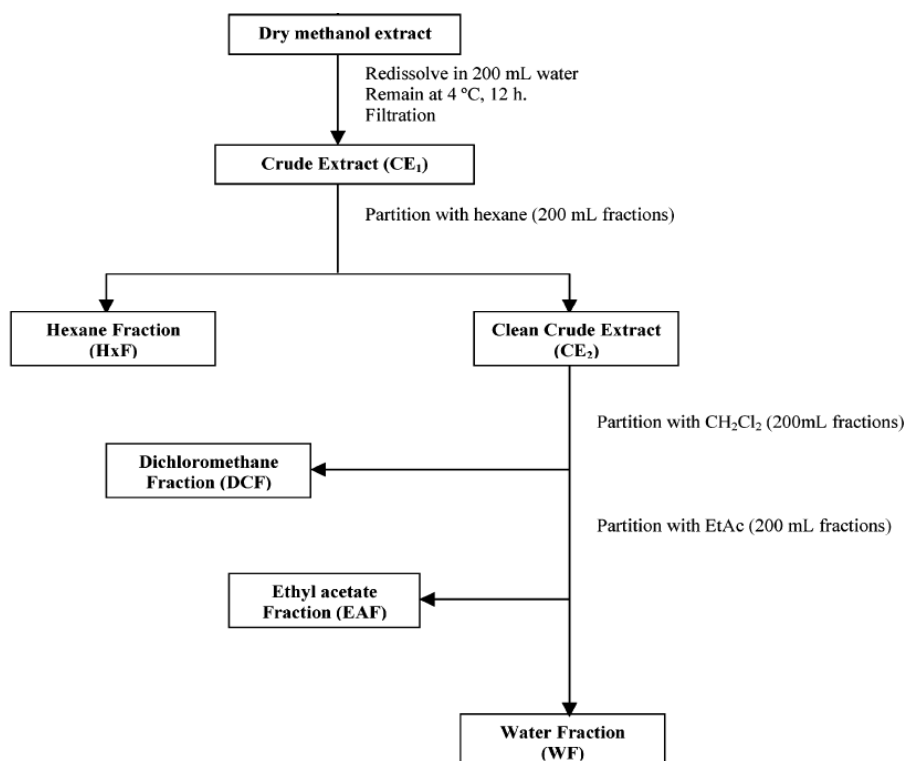 Dry methanol extract
Redissolve in 200 mL water
Remain at 4 ºC, 12 h.
Filtration
Crude Extract (CE₁)
Partition with hexane (200 mL fractions)
Hexane Fraction
(HxF)
Clean Crude Extract
(CE₂)
Partition with CH₂Cl₂ (200mL fractions)
Dichloromethane
Fraction (DCF)
Partition with EtAc (200 mL fractions)
Ethyl acetate
Fraction (EAF)
Water Fraction
(WF)